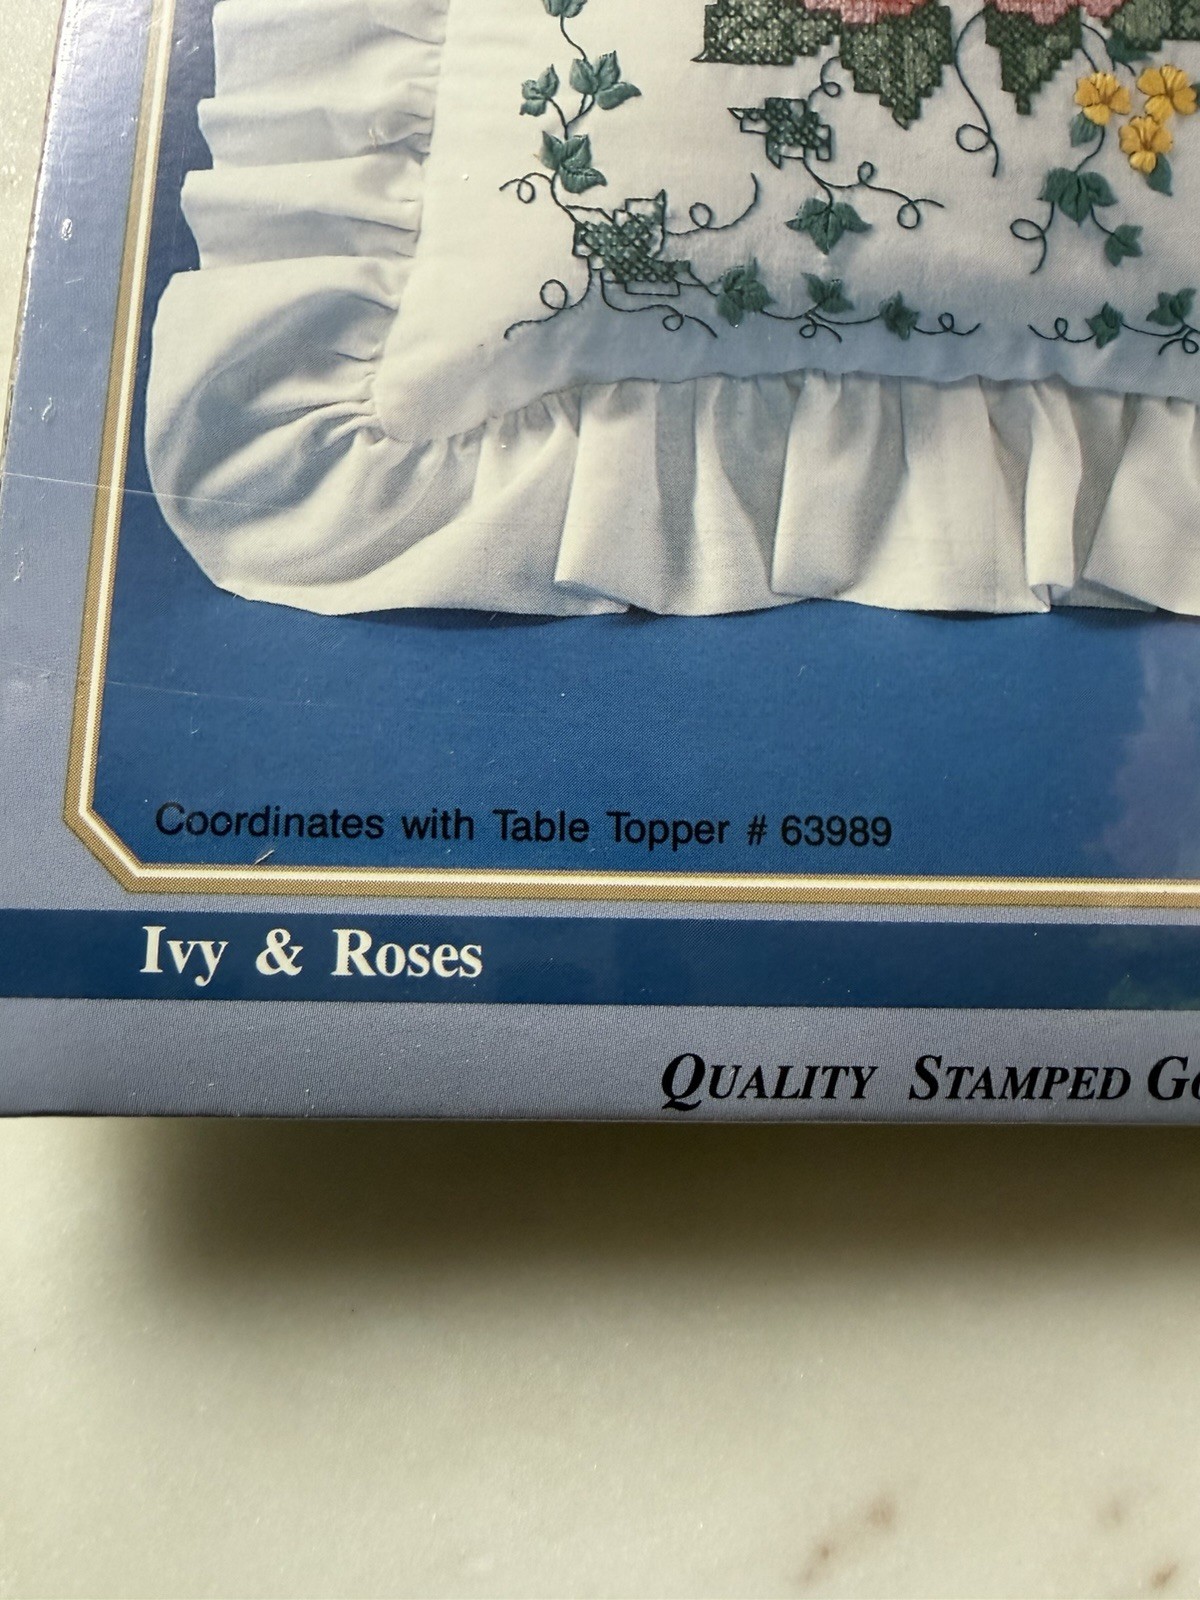 Coordinates with Table Topper # 63989
Ivy & Roses
QUALITY STAMPED